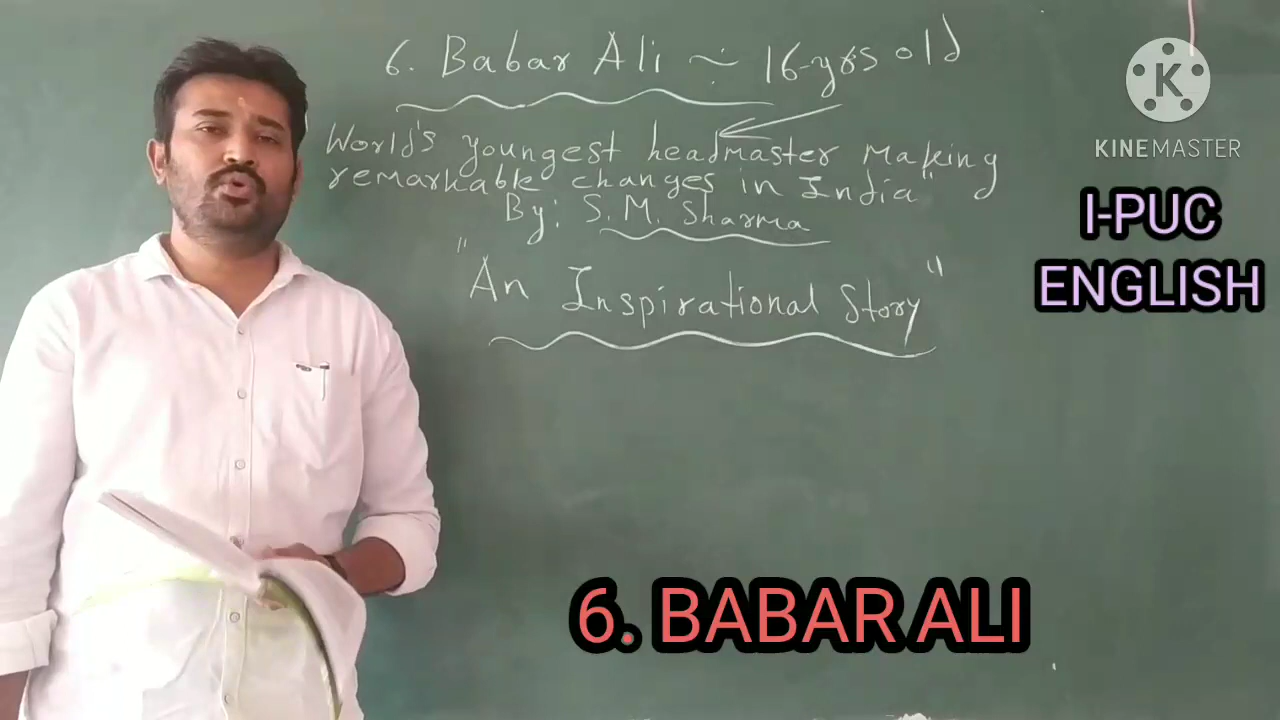 6. Babar Ali ~ 16-yrs old
World's youngest headmaster Making
remarkable changes in India"
By: S. M. Sharma
"An Inspirational Story"
K
KINEMASTER
I-PUC
ENGLISH
6. BABAR ALI